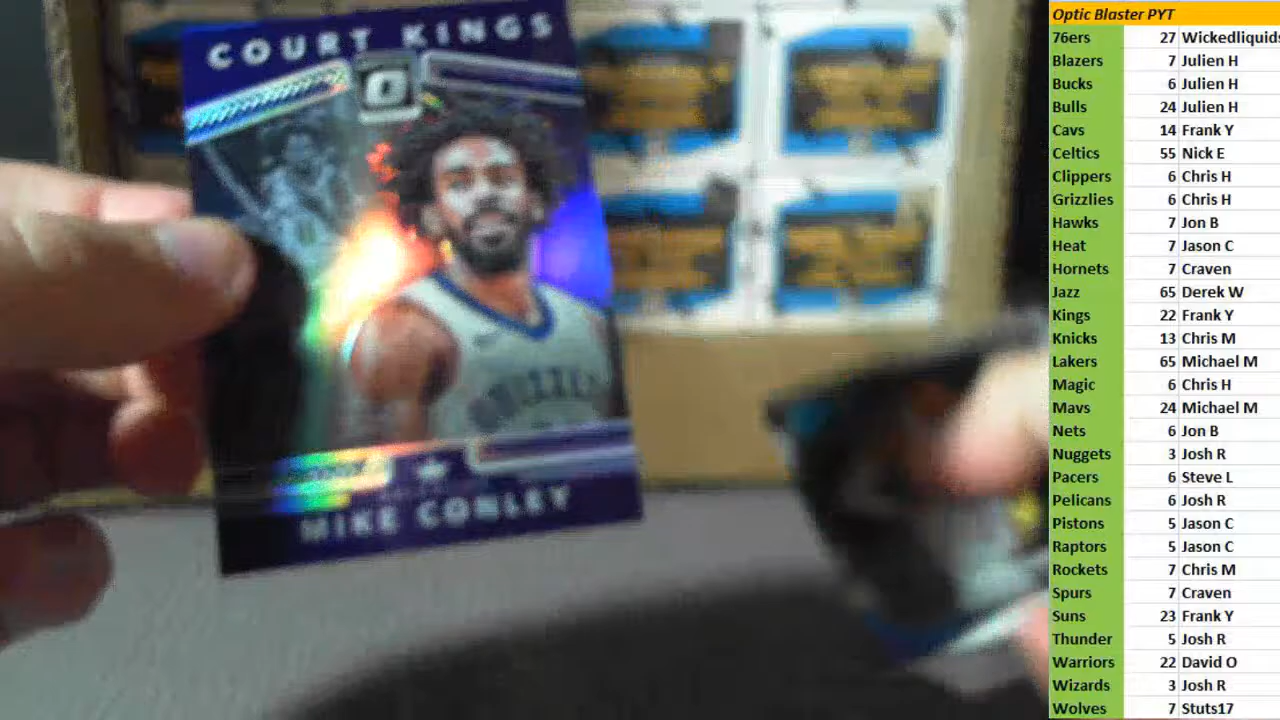 COURT KINGS
MIKE CONLEY
Optic Blaster PYT
76ers 27 Wickedliquids
Blazers 7 Julien H
Bucks 6 Julien H
Bulls 24 Julien H
Cavs 14 Frank Y
Celtics 55 Nick E
Clippers 6 Chris H
Grizzlies 6 Chris H
Hawks 7 Jon B
Heat 7 Jason C
Hornets 7 Craven
Jazz 65 Derek W
Kings 22 Frank Y
Knicks 13 Chris M
Lakers 65 Michael M
Magic 6 Chris H
Mavs 24 Michael M
Nets 6 Jon B
Nuggets 3 Josh R
Pacers 6 Steve L
Pelicans 6 Josh R
Pistons 5 Jason C
Raptors 5 Jason C
Rockets 7 Chris M
Spurs 7 Craven
Suns 23 Frank Y
Thunder 5 Josh R
Warriors 22 David O
Wizards 3 Josh R
Wolves 7 Stuts17